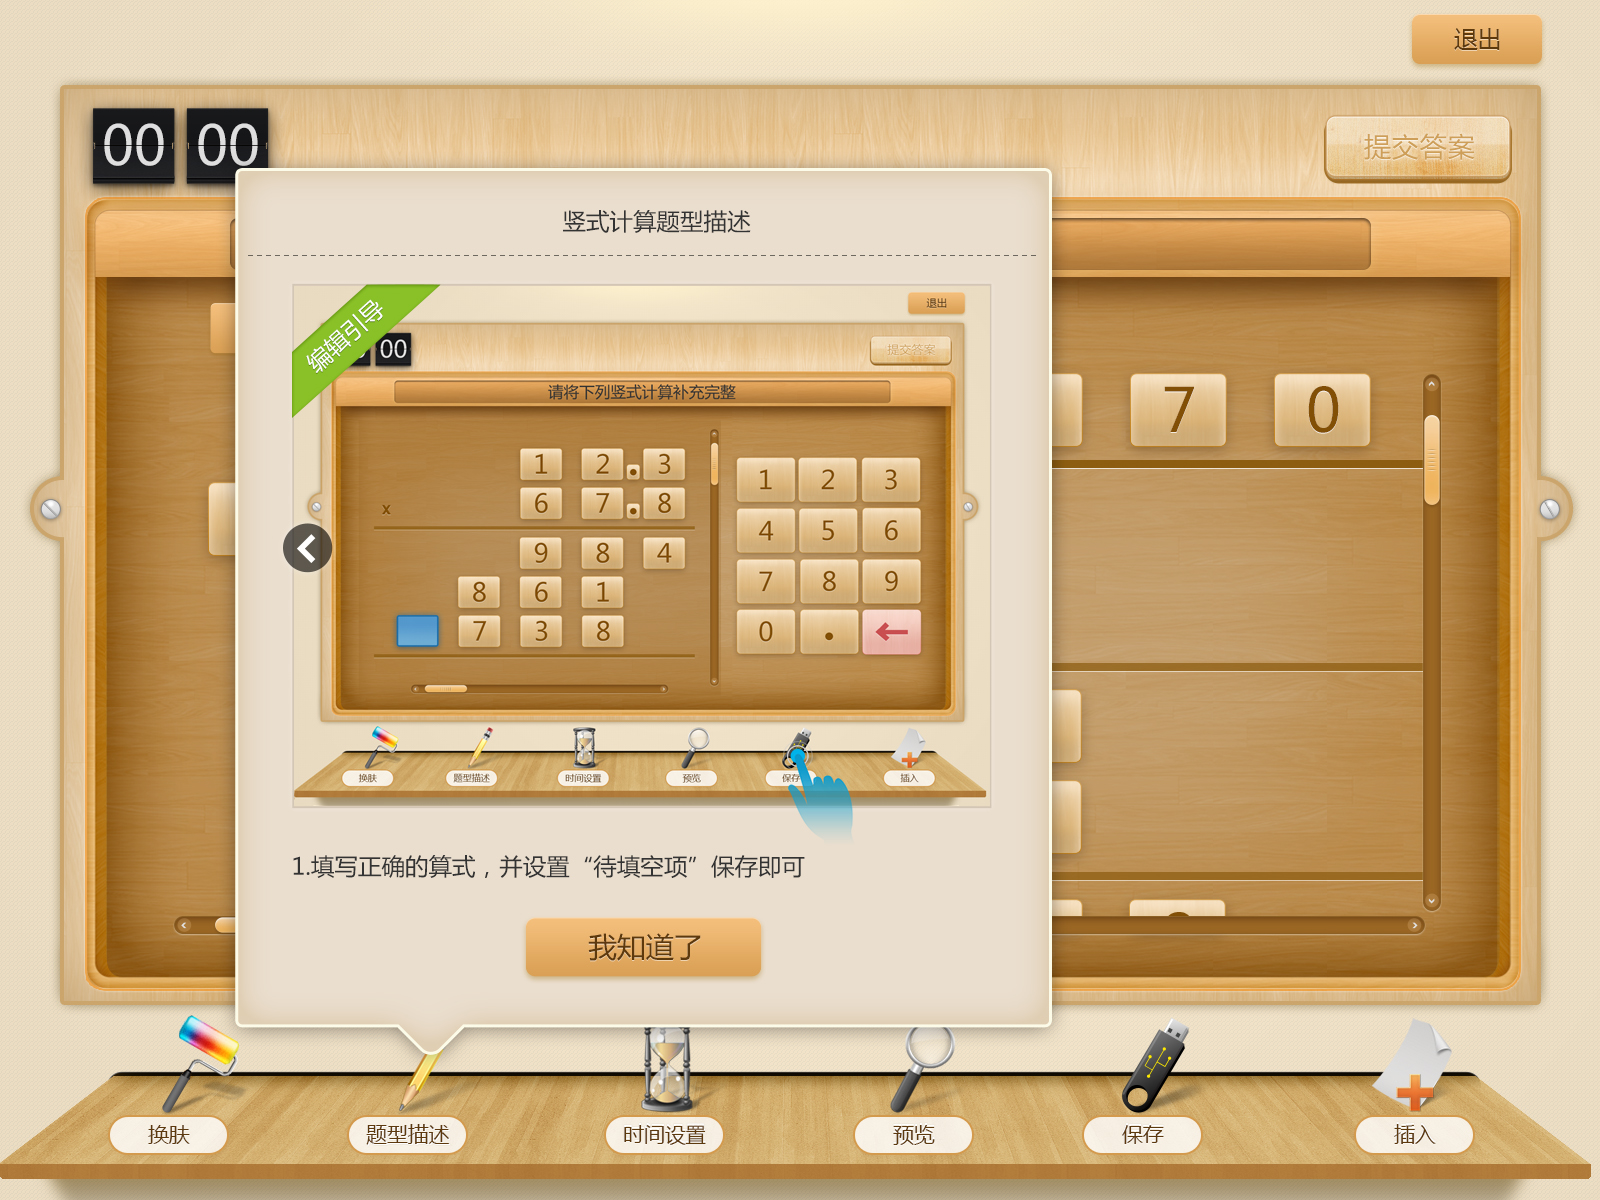 退出
00 00
提交答案
竖式计算题型描述
编辑引导
退出
00
提交答案
请将下列竖式计算补充完整
1 2 . 3
x 6 7 . 8
9 8 4
8 6 1
7 3 8
1 2 3
4 5 6
7 8 9
0 .
换肤 题型描述 时间设置 预览 保存 插入
7 0
1.填写正确的算式，并设置“待填空项”保存即可
我知道了
换肤 题型描述 时间设置 预览 保存 插入